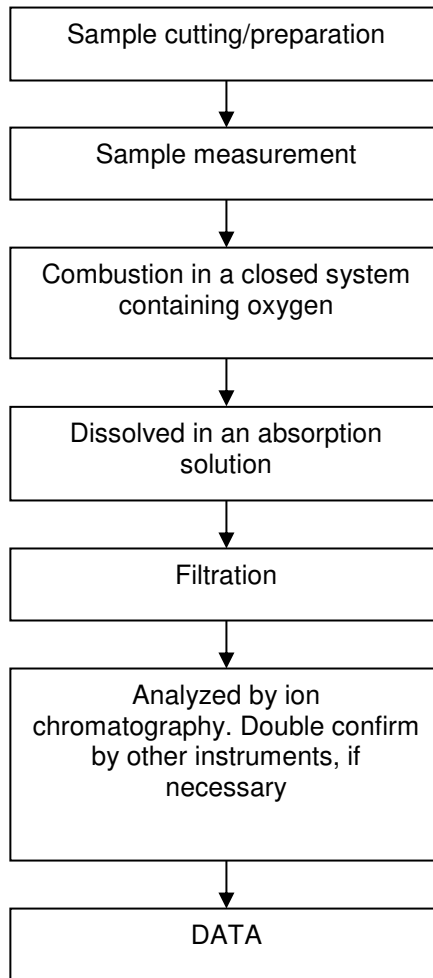 Sample cutting/preparation
Sample measurement
Combustion in a closed system
containing oxygen
Dissolved in an absorption
solution
Filtration
Analyzed by ion
chromatography. Double confirm
by other instruments, if
necessary
DATA